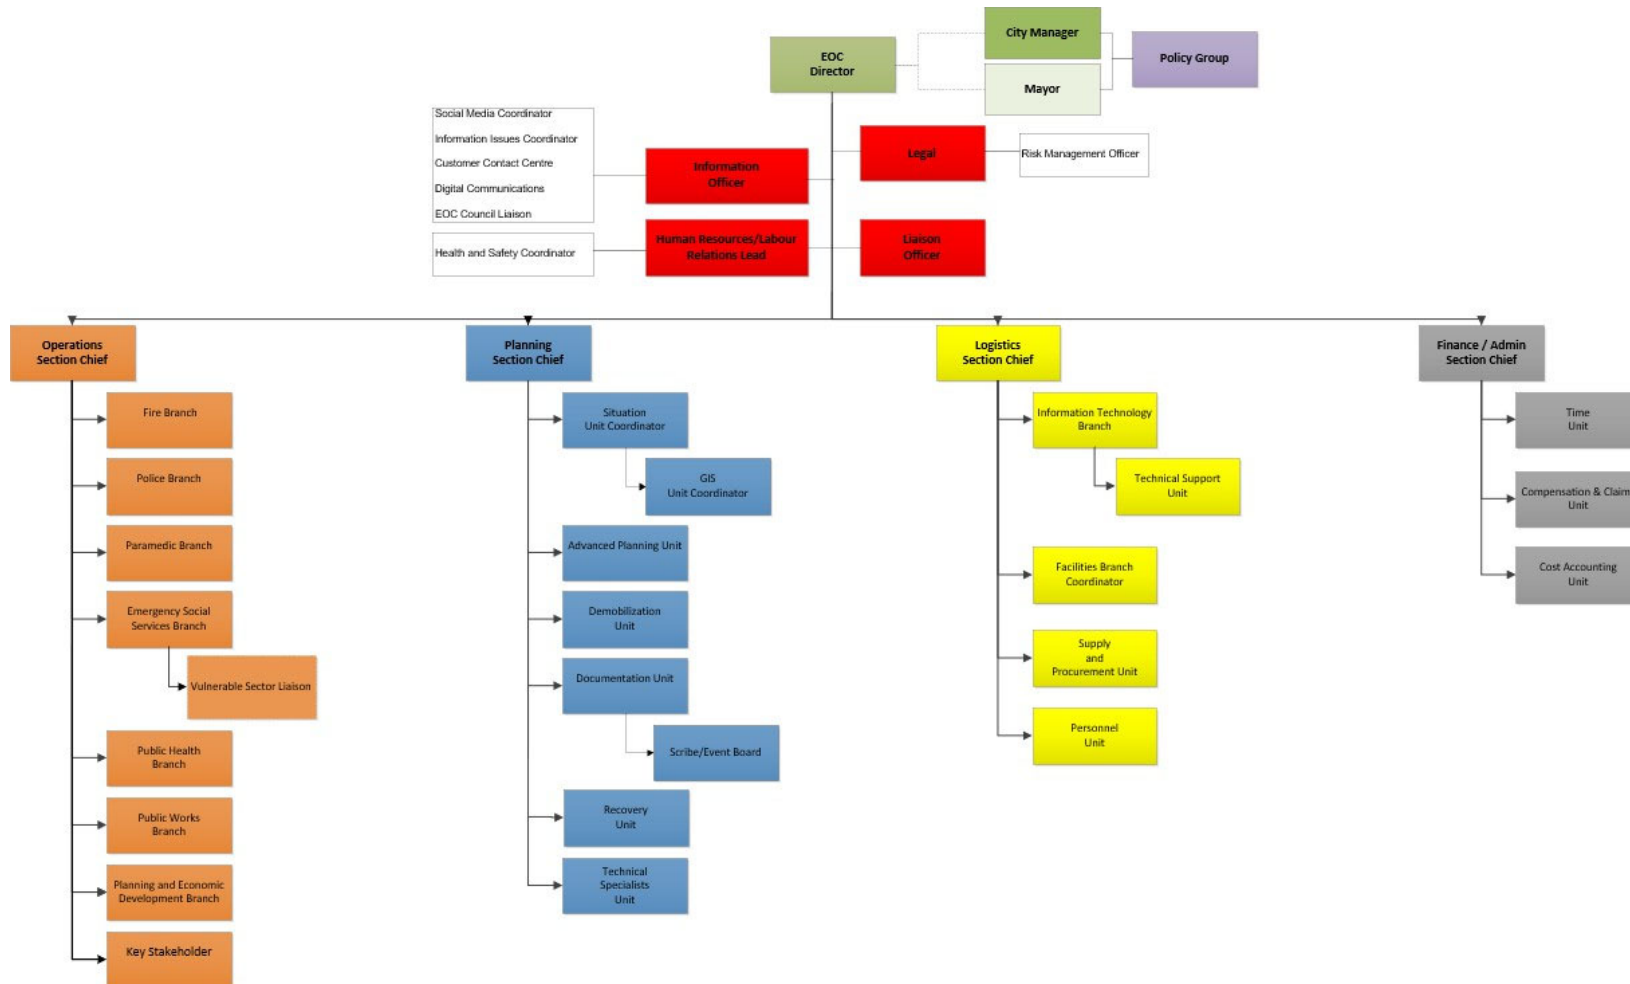 City Manager
EOC
Director
Policy Group
Mayor
Social Media Coordinator
Information Issues Coordinator
Customer Contact Centre
Digital Communications
EOC Council Liaison
Information
Officer
Legal
Risk Management Officer
Health and Safety Coordinator
Human Resources/Labour
Relations Lead
Liaison
Officer
Operations
Section Chief
Fire Branch
Police Branch
Paramedic Branch
Emergency Social
Services Branch
Vulnerable Sector Liaison
Public Health
Branch
Public Works
Branch
Planning and Economic
Development Branch
Key Stakeholder
Planning
Section Chief
Situation
Unit Coordinator
GIS
Unit Coordinator
Advanced Planning Unit
Demobilization
Unit
Documentation Unit
Scribe/Event Board
Recovery
Unit
Technical
Specialists
Unit
Logistics
Section Chief
Information Technology
Branch
Technical Support
Unit
Facilities Branch
Coordinator
Supply
and
Procurement Unit
Personnel
Unit
Finance / Admin
Section Chief
Time
Unit
Compensation & Claim
Unit
Cost Accounting
Unit